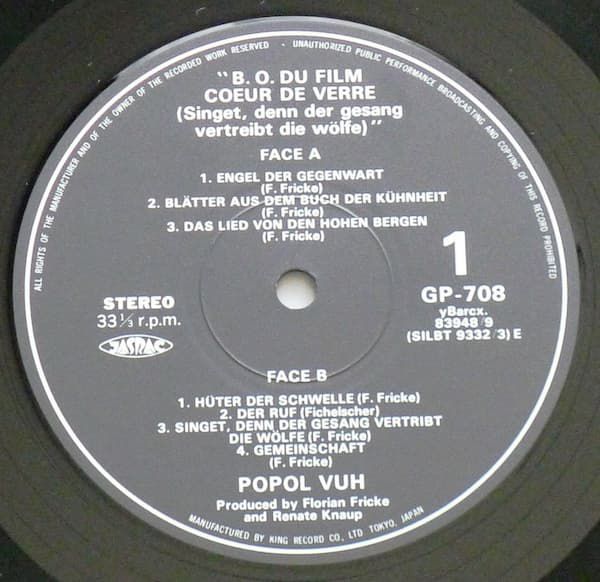 ALL RIGHTS OF THE MANUFACTURER AND OF THE OWNER OF THE RECORDED WORK RESERVED · UNAUTHORIZED PUBLIC PERFORMANCE BROADCASTING AND COPYING OF THIS RECORD PROHIBITED
"B. O. DU FILM
COEUR DE VERRE
(Singet, denn der gesang
vertreibt die wölfe)"
FACE A
1. ENGEL DER GEGENWART
(F. Fricke)
2. BLÄTTER AUS DEM BUCH DER KÜHNHEIT
(F. Fricke)
3. DAS LIED VON DEN HOHEN BERGEN
(F. Fricke)
STEREO
33 1/3 r.p.m.
JASRAC
1
GP-708
yBarcx.
83948/9
(SILBT 9332/3) E
FACE B
1. HÜTER DER SCHWELLE (F. Fricke)
2. DER RUF (Fichelscher)
3. SINGET, DENN DER GESANG VERTRIBT
DIE WÖLFE (F. Fricke)
4. GEMEINSCHAFT
(F. Fricke)
POPOL VUH
Produced by Florian Fricke
and Renate Knaup
MANUFACTURED BY KING RECORD CO., LTD TOKYO, JAPAN